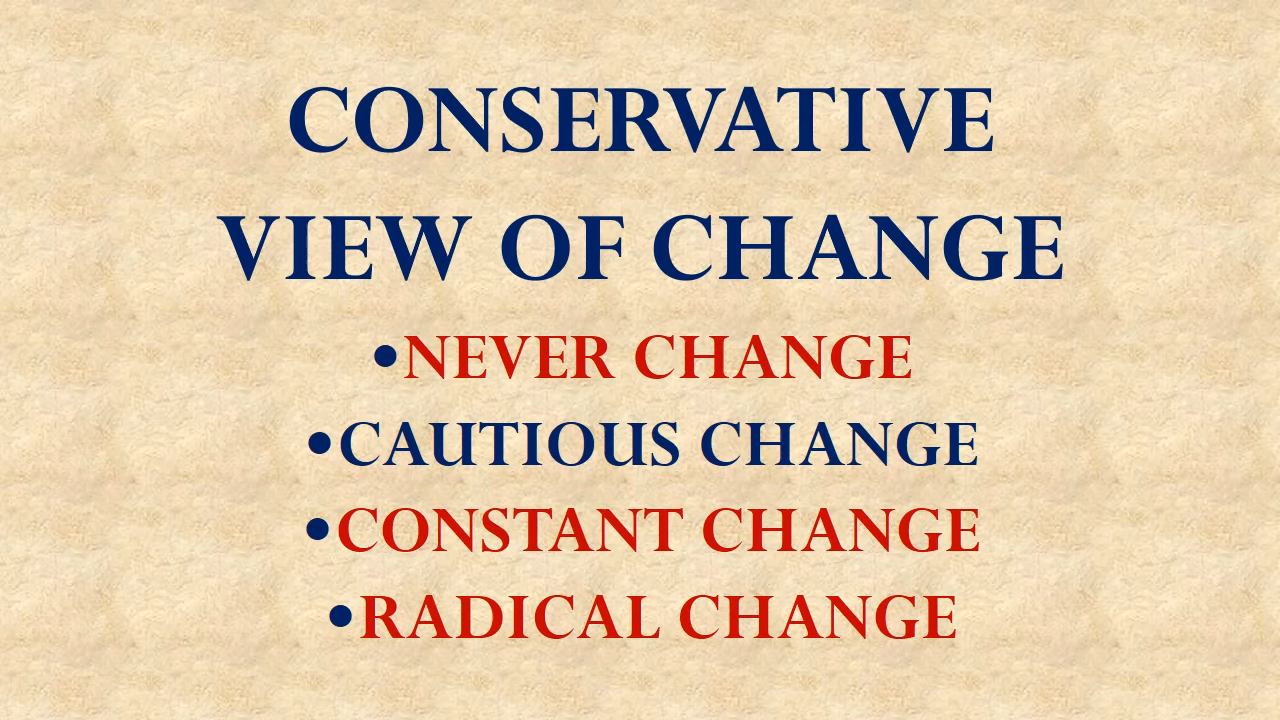 CONSERVATIVE
VIEW OF CHANGE
•NEVER CHANGE
•CAUTIOUS CHANGE
•CONSTANT CHANGE
•RADICAL CHANGE